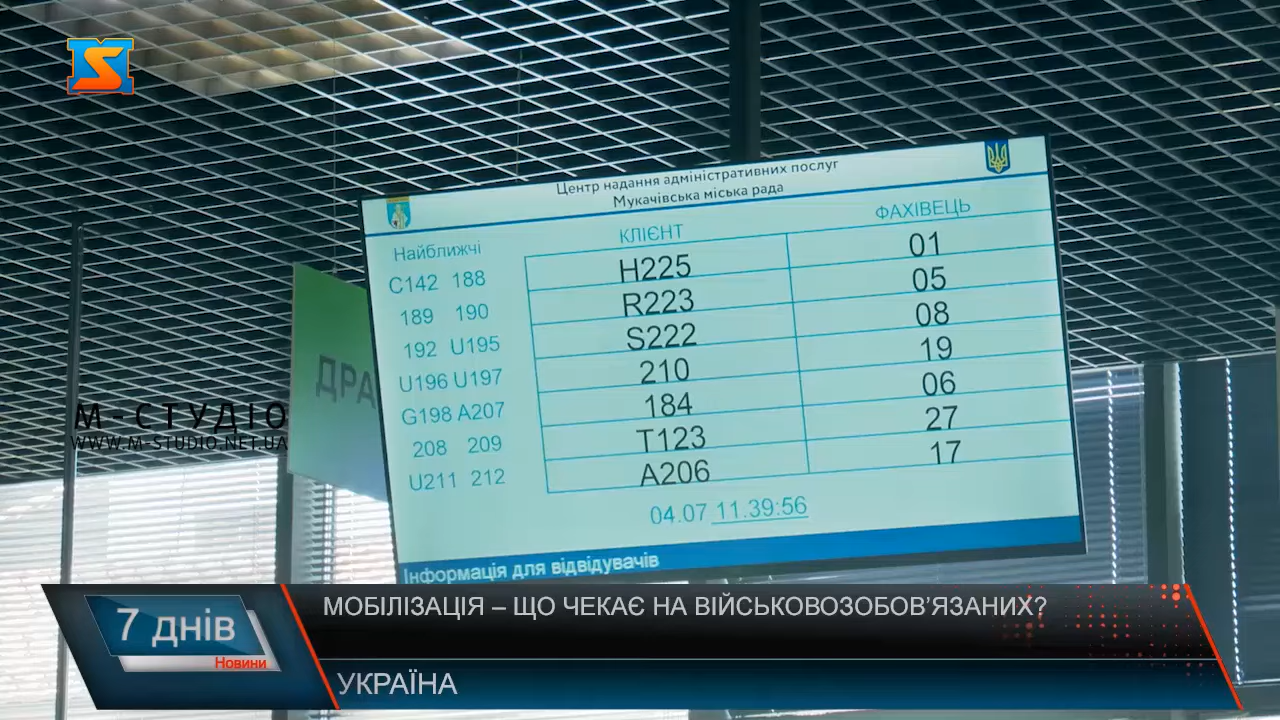 Центр надання адміністративних послуг
Мукачівська міська рада
Найближчі КЛІЄНТ ФАХІВЕЦЬ
C142 188 H225 01
189 190 R223 05
192 U195 S222 08
U196 U197 210 19
G198 A207 184 06
208 209 T123 27
U211 212 A206 17
04.07 11.39:56
Інформація для відвідувачів
ДРА
М-СТУДІО
WWW.M-STUDIO.NET.UA
7 днів
Новини
МОБІЛІЗАЦІЯ – ЩО ЧЕКАЄ НА ВІЙСЬКОВОЗОБОВ’ЯЗАНИХ?
УКРАЇНА